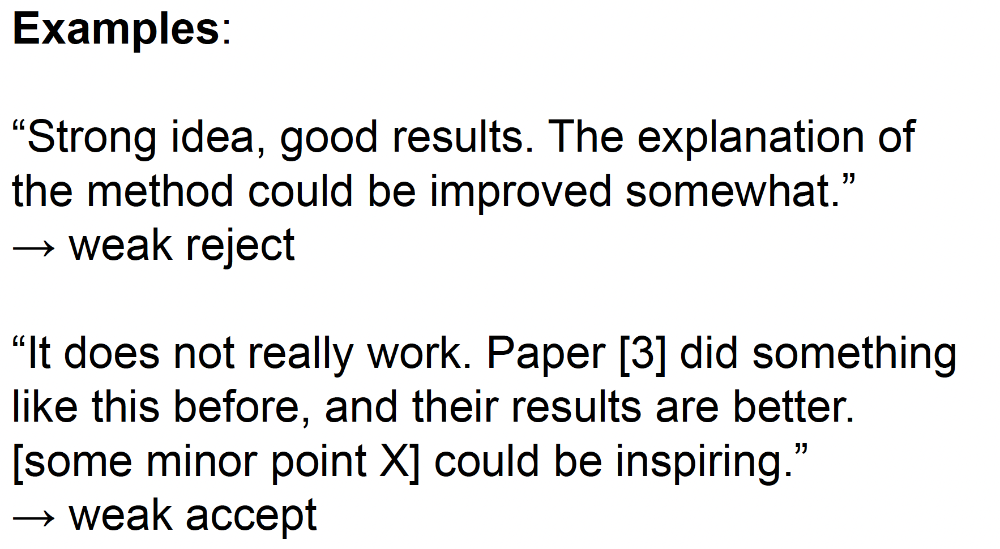 Examples:
“Strong idea, good results. The explanation of
the method could be improved somewhat.”
→ weak reject
“It does not really work. Paper [3] did something
like this before, and their results are better.
[some minor point X] could be inspiring.”
→ weak accept